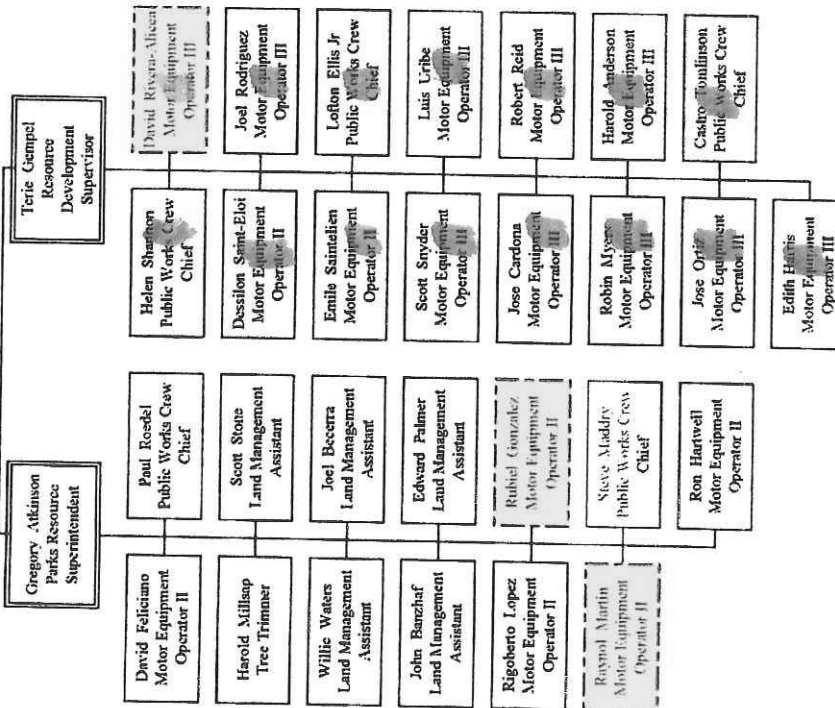 Gregory Atkinson
Parks Resource
Superintendent
David Feliciano
Motor Equipment
Operator II
Paul Roedel
Public Works Crew
Chief
Harold Millsap
Tree Trimmer
Scott Stone
Land Management
Assistant
Willie Waters
Land Management
Assistant
Joel Becerra
Land Management
Assistant
John Banzhaf
Land Management
Assistant
Edward Palmer
Land Management
Assistant
Rigoberto Lopez
Motor Equipment
Operator II
Rubiel Gonzalez
Motor Equipment
Operator II
Raynol Martin
Motor Equipment
Operator II
Steve Maddry
Public Works Crew
Chief
Ron Hartwell
Motor Equipment
Operator II
Terie Gempel
Resource
Development
Supervisor
Helen Shannon
Public Works Crew
Chief
David Rivera-Alicea
Motor Equipment
Operator III
Dessilon Saint-Eloi
Motor Equipment
Operator II
Joel Rodriguez
Motor Equipment
Operator III
Emile Saintelien
Motor Equipment
Operator II
Lofton Ellis Jr
Public Works Crew
Chief
Scott Snyder
Motor Equipment
Operator III
Luis Uribe
Motor Equipment
Operator III
Jose Cardona
Motor Equipment
Operator III
Robert Reid
Motor Equipment
Operator III
Robin Myers
Motor Equipment
Operator III
Harold Anderson
Motor Equipment
Operator III
Jose Ortiz
Motor Equipment
Operator III
Castro Tomlinson
Public Works Crew
Chief
Edith Harris
Motor Equipment
Operator III